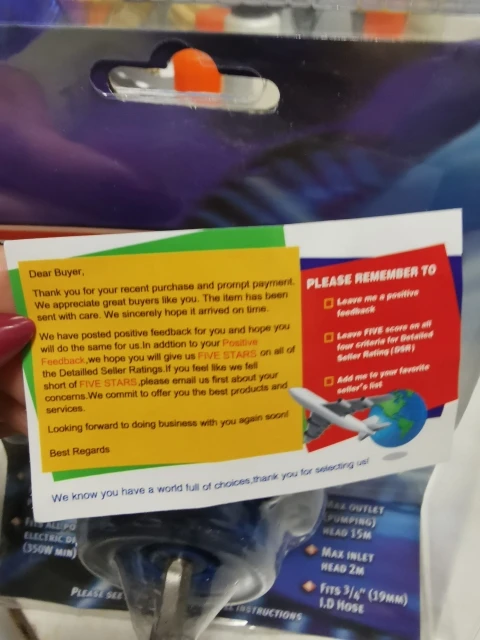 Dear Buyer,
Thank you for your recent purchase and prompt payment.
We appreciate great buyers like you. The item has been
sent with care. We sincerely hope it arrived on time.
We have posted positive feedback for you and hope you
will do the same for us.In addtion to your Positive
Feedback,we hope you will give us FIVE STARS on all of
the Detailled Seller Ratings.If you feel like we fell
short of FIVE STARS,please email us first about your
concerns.We commit to offer you the best products and
services.
Looking forward to doing business with you again soon!
Best Regards
PLEASE REMEMBER TO
Leave me a positive
feedback
Leave FIVE score on all
four criteria for Detailed
Seller Rating (DSR)
Add me to your favorite
seller's list
We know you have a world full of choices,thank you for selecting us!
FITS ALL PO
ELECTRIC
(350W MIN)
PLEASE SEE
INSTRUCTIONS
MAX OUTLET
(PUMPING)
HEAD 15M
MAX INLET
HEAD 2M
FITS 3/4" (19MM)
I.D HOSE